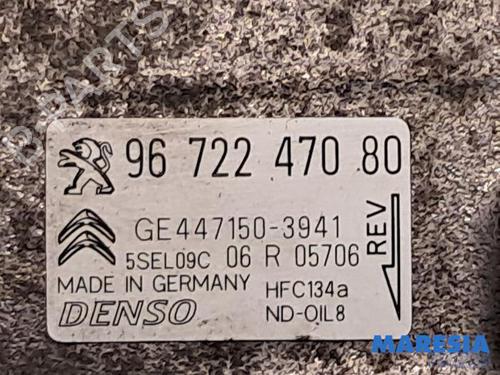 96 722 470 80
GE447150-3941
5SEL09C 06 R 05706
MADE IN GERMANY
HFC134a
DENSO
ND-OIL8
REV
B-PARTS
MARESIA